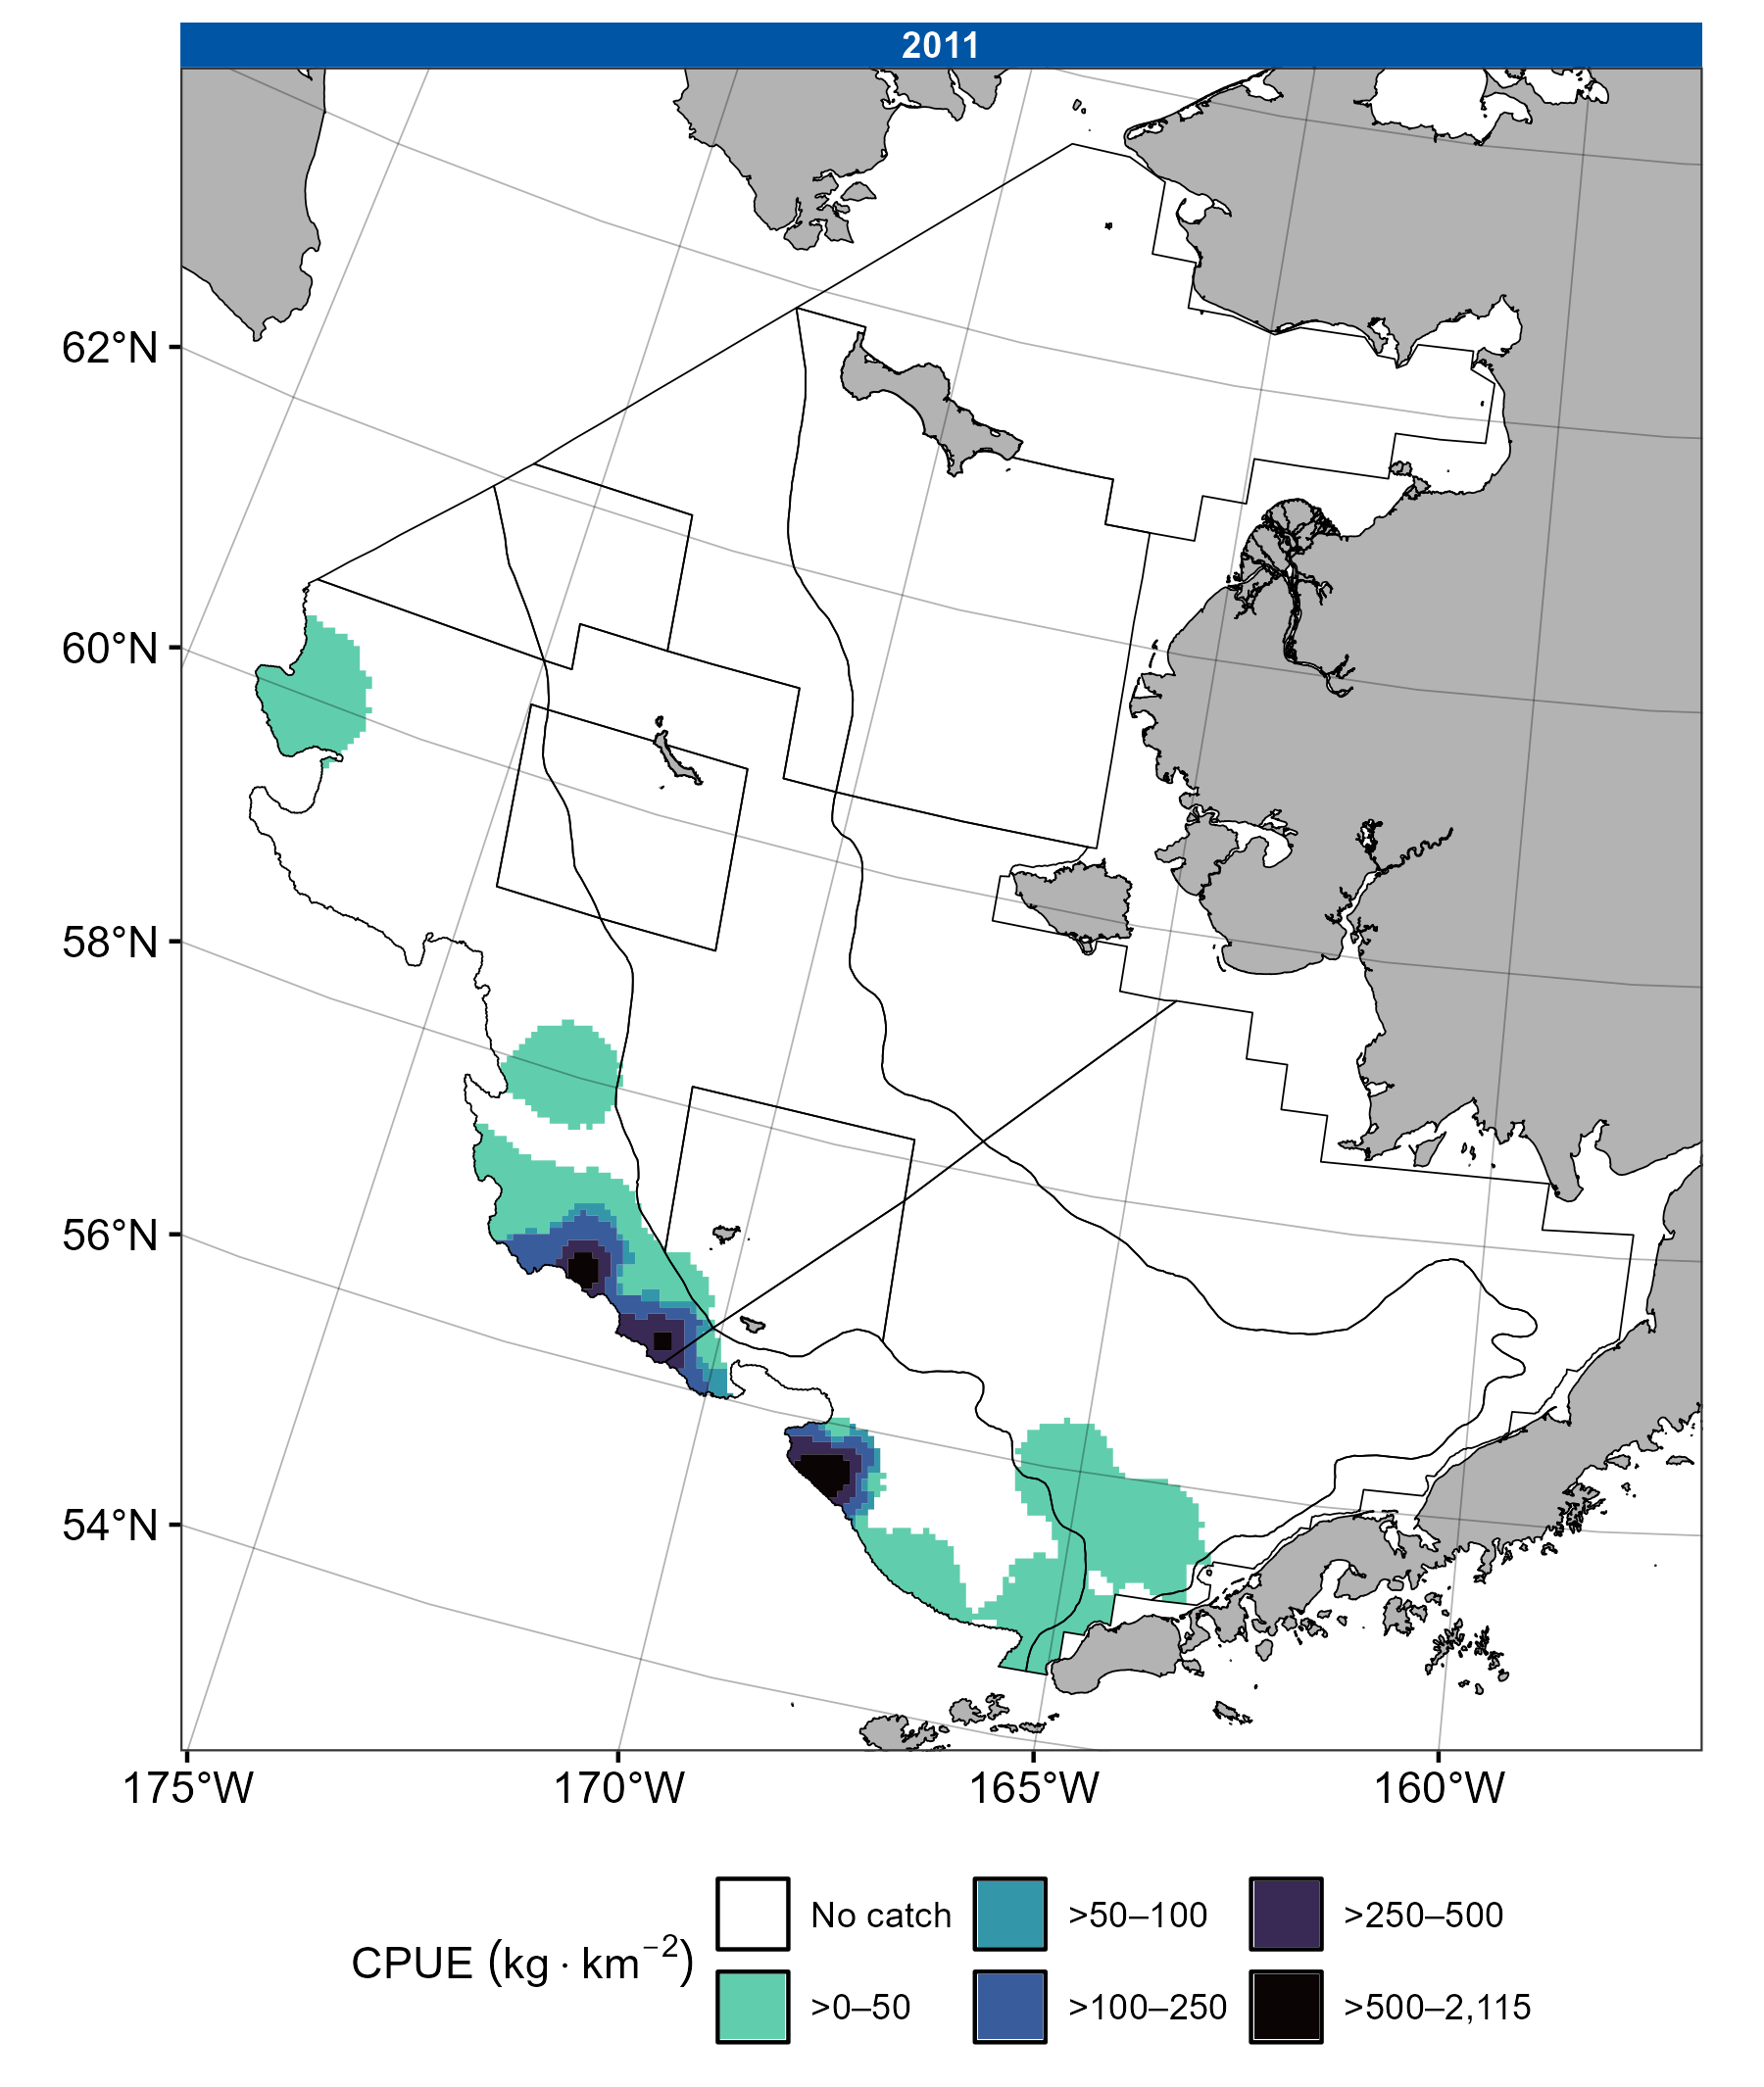 2011
62°N
60°N
58°N
56°N
54°N
175°W 170°W 165°W 160°W
CPUE (kg · km⁻²)
No catch >50–100 >250–500
>0–50 >100–250 >500–2,115